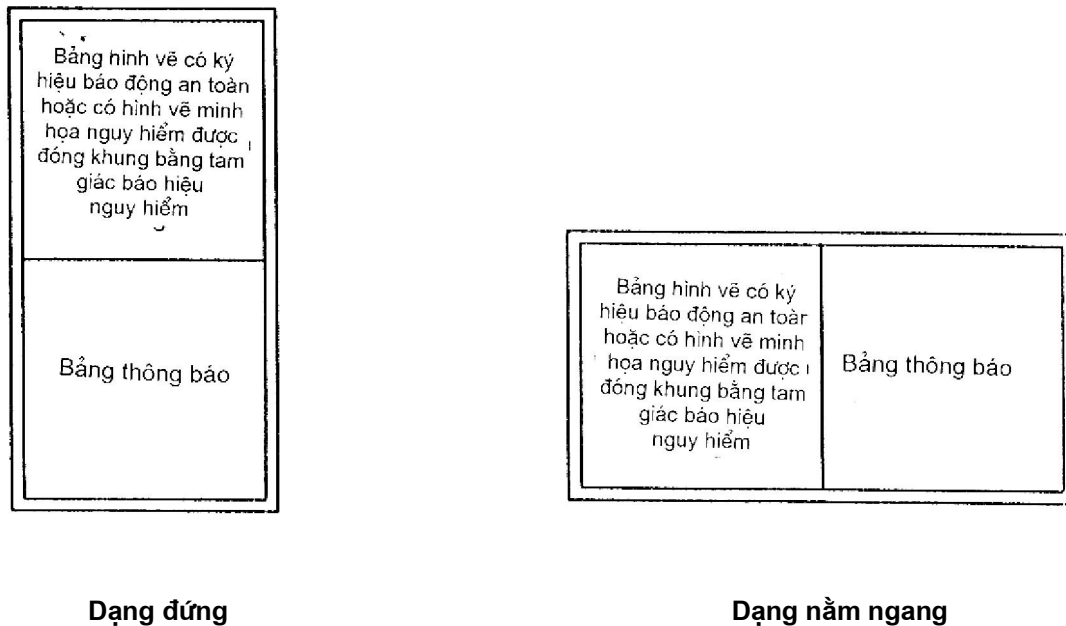 Bảng hình vẽ có ký
hiệu báo động an toàn
hoặc có hình vẽ minh
họa nguy hiểm được
đóng khung bằng tam
giác báo hiệu
nguy hiểm
Bảng thông báo
Dạng đứng
Bảng hình vẽ có ký
hiệu báo động an toàn
hoặc có hình vẽ minh
họa nguy hiểm được
đóng khung bằng tam
giác báo hiệu
nguy hiểm
Bảng thông báo
Dạng nằm ngang